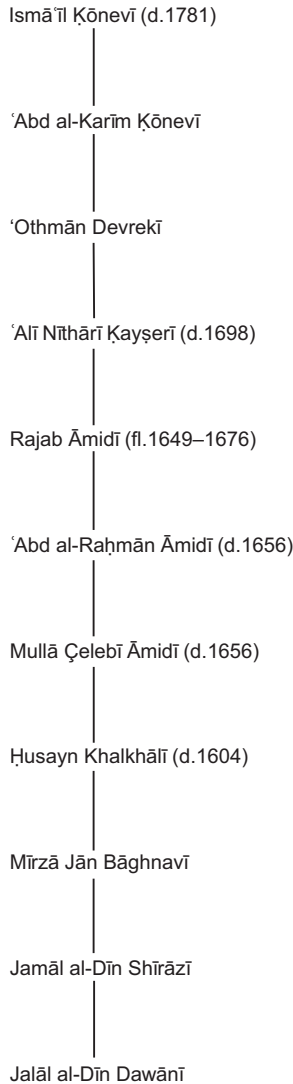 Ismāʿīl Ḳōnevī (d.1781)
ʿAbd al-Karīm Ḳōnevī
ʻOthmān Devrekī
ʿAlī Nīthārī Ḳayṣerī (d.1698)
Rajab Āmidī (fl.1649–1676)
ʿAbd al-Raḥmān Āmidī (d.1656)
Mullā Çelebī Āmidī (d.1656)
Ḥusayn Khalkhālī (d.1604)
Mīrzā Jān Bāghnavī
Jamāl al-Dīn Shīrāzī
Jalāl al-Dīn Dawānī